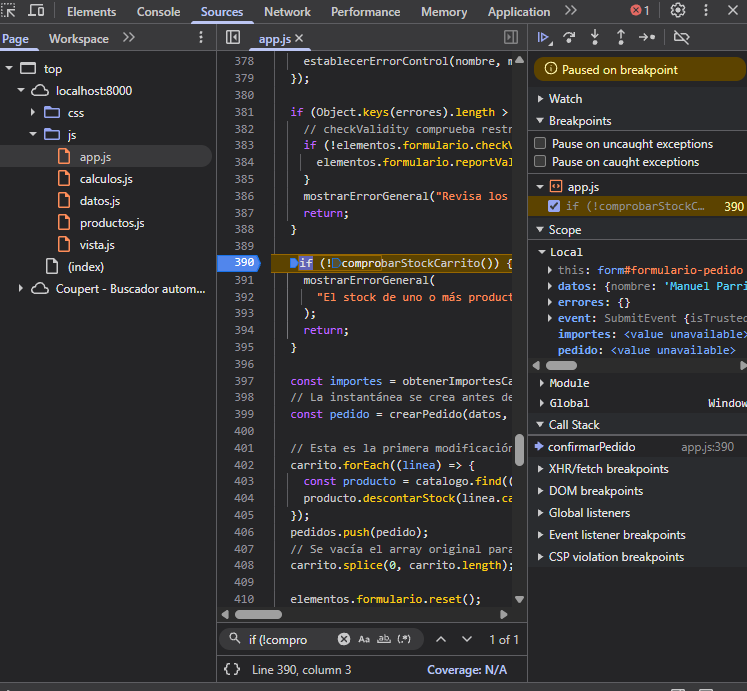 Elements Console Sources Network Performance Memory Application 1
Page Workspace
app.js
top
localhost:8000
css
js
app.js
calculos.js
datos.js
productos.js
vista.js
(index)
Coupert - Buscador autom...
378 establecerErrorControl(nombre, m
379 });
380
381 if (Object.keys(errores).length >
382 // checkValidity comprueba restr
383 if (!elementos.formulario.checkV
384 elementos.formulario.reportVal
385 }
386 mostrarErrorGeneral("Revisa los
387 return;
388 }
389
390 if (!comprobarStockCarrito()) {
391 mostrarErrorGeneral(
392 "El stock de uno o más product
393 );
394 return;
395 }
396
397 const importes = obtenerImportesCa
398 // La instantánea se crea antes de
399 const pedido = crearPedido(datos,
400
401 // Esta es la primera modificación
402 carrito.forEach((linea) => {
403 const producto = catalogo.find((
404 producto.descontarStock(linea.ca
405 });
406 pedidos.push(pedido);
407 // Se vacía el array original para
408 carrito.splice(0, carrito.length);
409
410 elementos.formulario.reset();
if (!compro Aa ab (.*) 1 of 1
{} Line 390, column 3 Coverage: N/A
Paused on breakpoint
Watch
Breakpoints
Pause on uncaught exceptions
Pause on caught exceptions
app.js
if (!comprobarStockC… 390
Scope
Local
this: form#formulario-pedido
datos: {nombre: 'Manuel Parri
errores: {}
event: SubmitEvent {isTrusted
importes: <value unavailable>
pedido: <value unavailable>
Module
Global Window
Call Stack
confirmarPedido app.js:390
XHR/fetch breakpoints
DOM breakpoints
Global listeners
Event listener breakpoints
CSP violation breakpoints